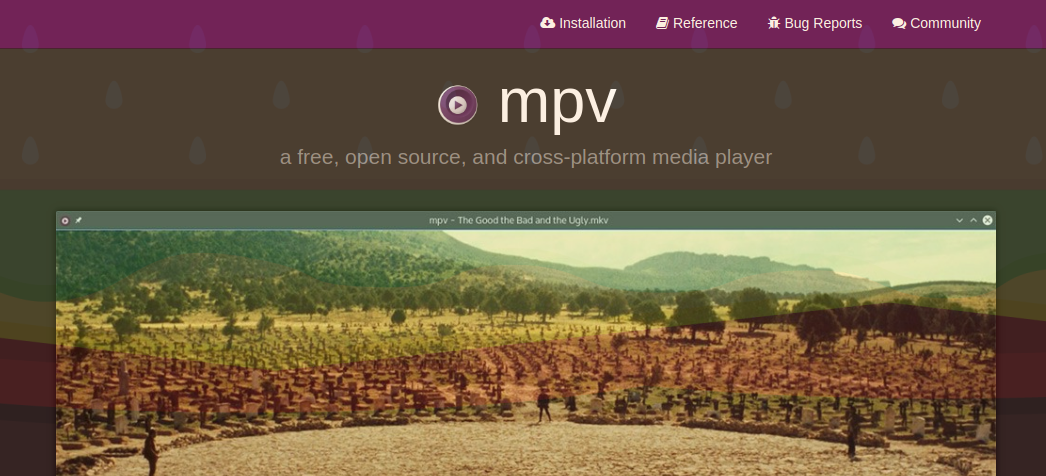 Installation Reference Bug Reports Community
mpv
a free, open source, and cross-platform media player
mpv - The Good the Bad and the Ugly.mkv